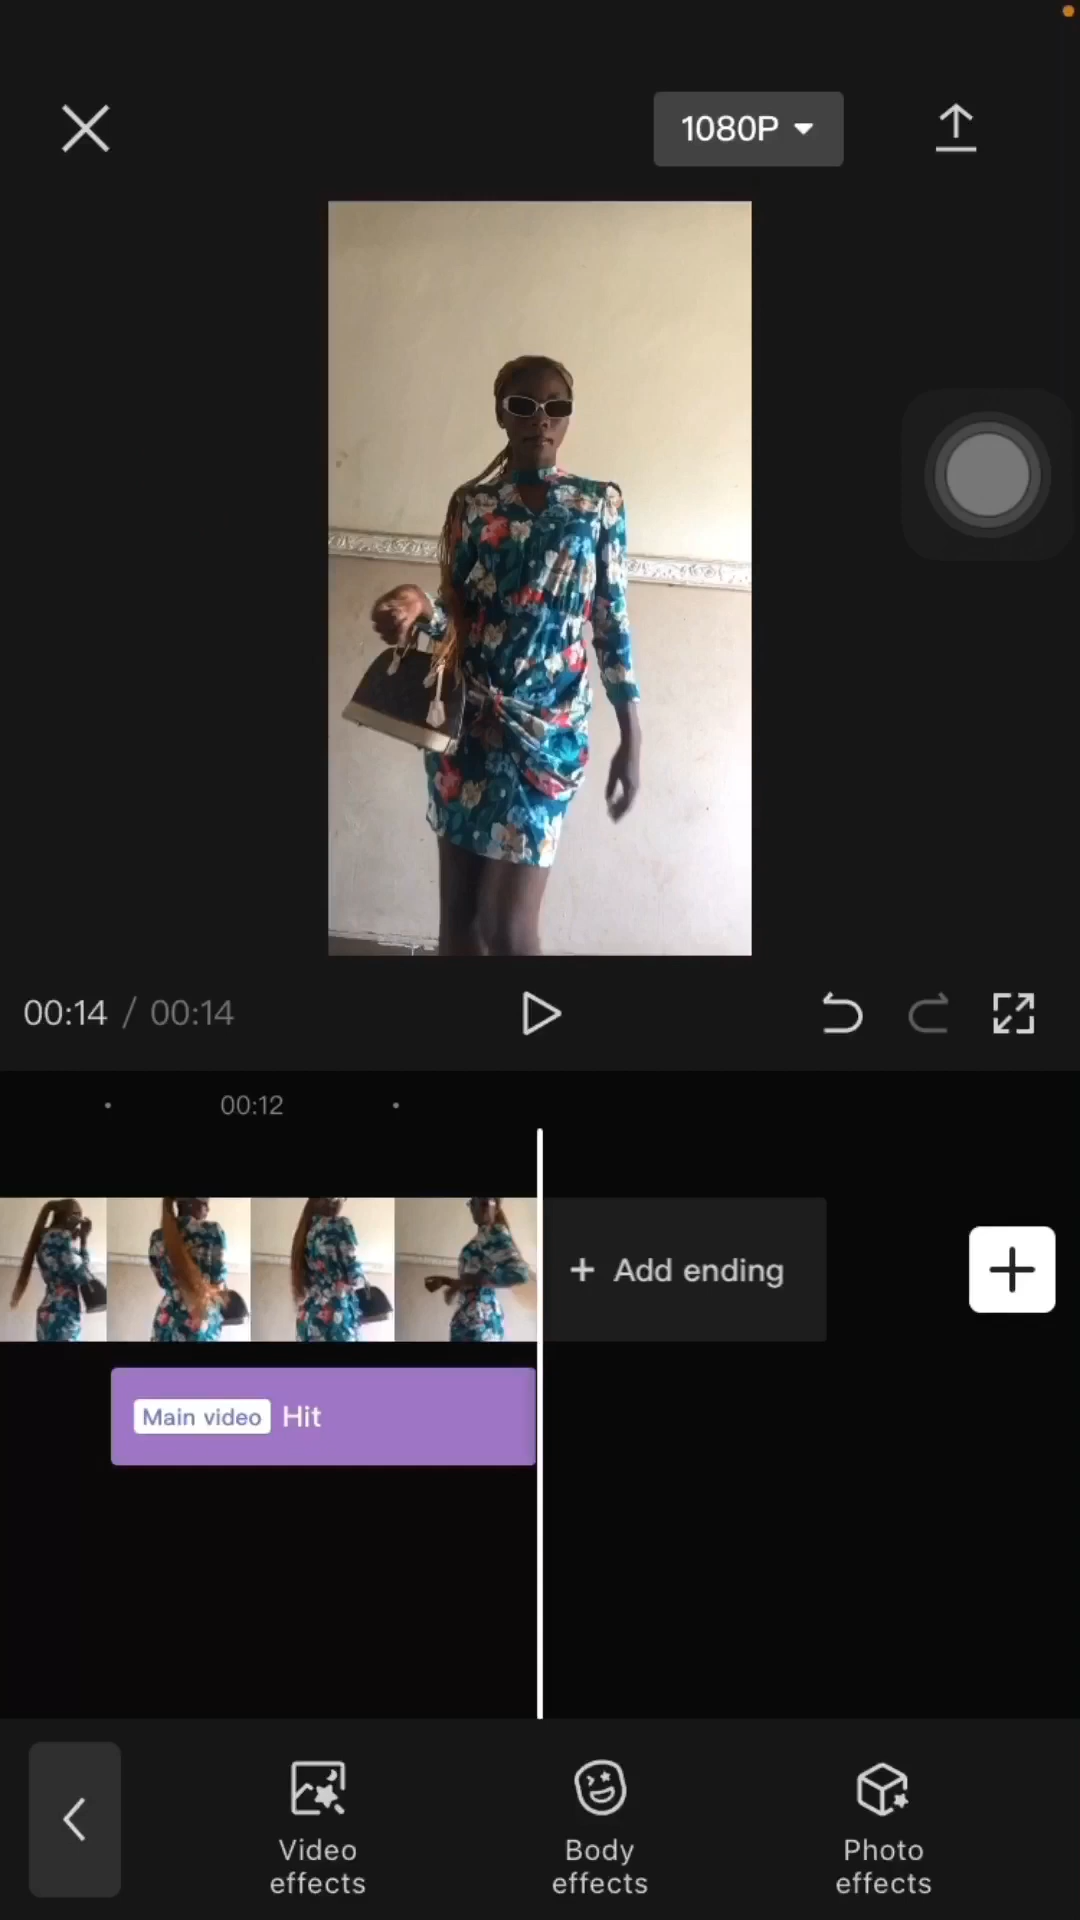 1080P
00:14 / 00:14
00:12
+ Add ending
Main video Hit
Video effects
Body effects
Photo effects